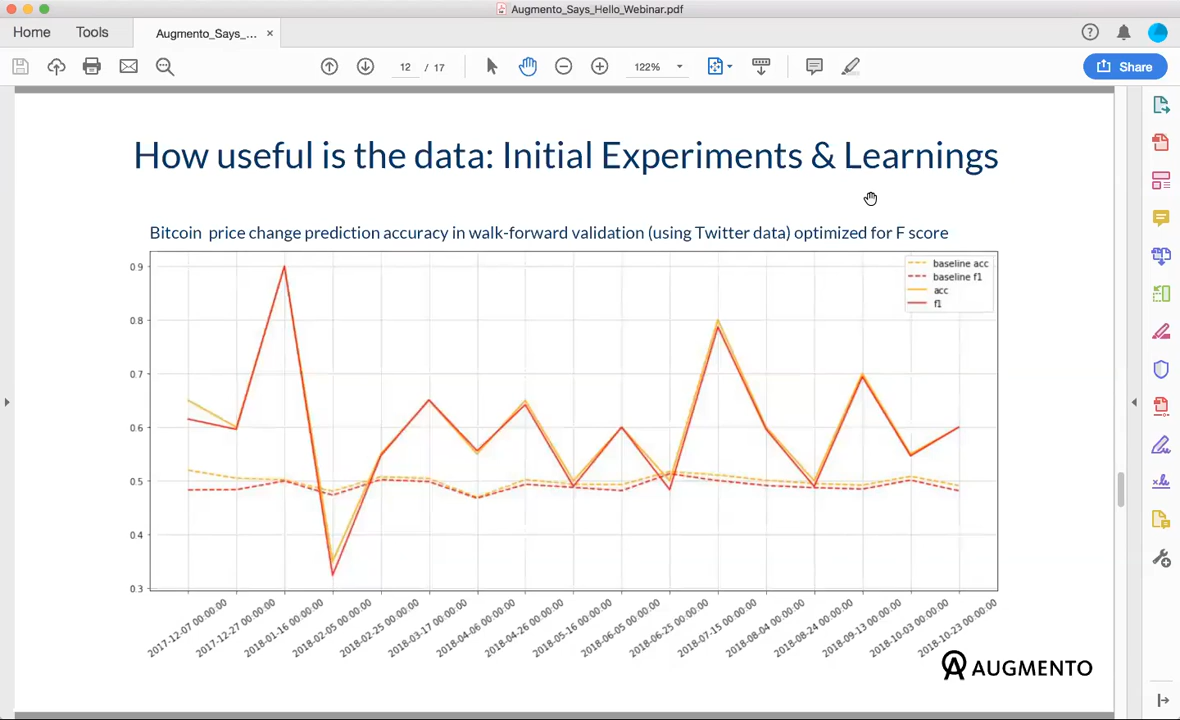 Augmento_Says_Hello_Webinar.pdf
Home
Tools
Augmento_Says_... ×
12 / 17
122%
Share
How useful is the data: Initial Experiments & Learnings
Bitcoin price change prediction accuracy in walk-forward validation (using Twitter data) optimized for F score
baseline acc
baseline f1
acc
f1
0.9
0.8
0.7
0.6
0.5
0.4
0.3
2017-12-07 00:00:00
2017-12-27 00:00:00
2018-01-16 00:00:00
2018-02-05 00:00:00
2018-02-25 00:00:00
2018-03-17 00:00:00
2018-04-06 00:00:00
2018-04-26 00:00:00
2018-05-16 00:00:00
2018-06-05 00:00:00
2018-06-25 00:00:00
2018-07-15 00:00:00
2018-08-04 00:00:00
2018-08-24 00:00:00
2018-09-13 00:00:00
2018-10-03 00:00:00
2018-10-23 00:00:00
AUGMENTO